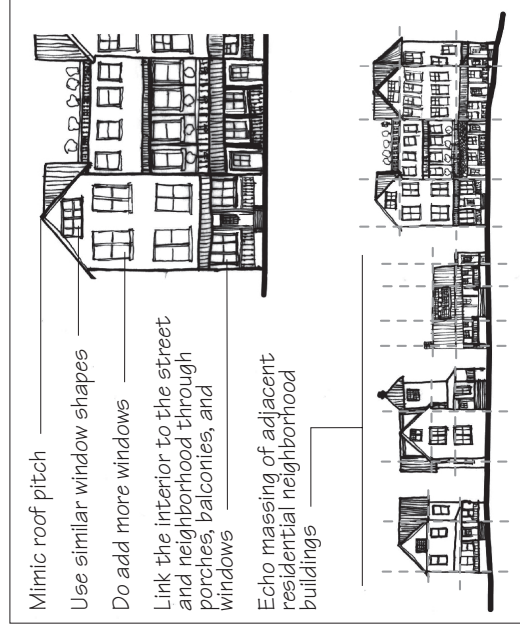 Mimic roof pitch
Use similar window shapes
Do add more windows
Link the interior to the street
and neighborhood through
porches, balconies, and
windows
Echo massing of adjacent
residential neighborhood
buildings